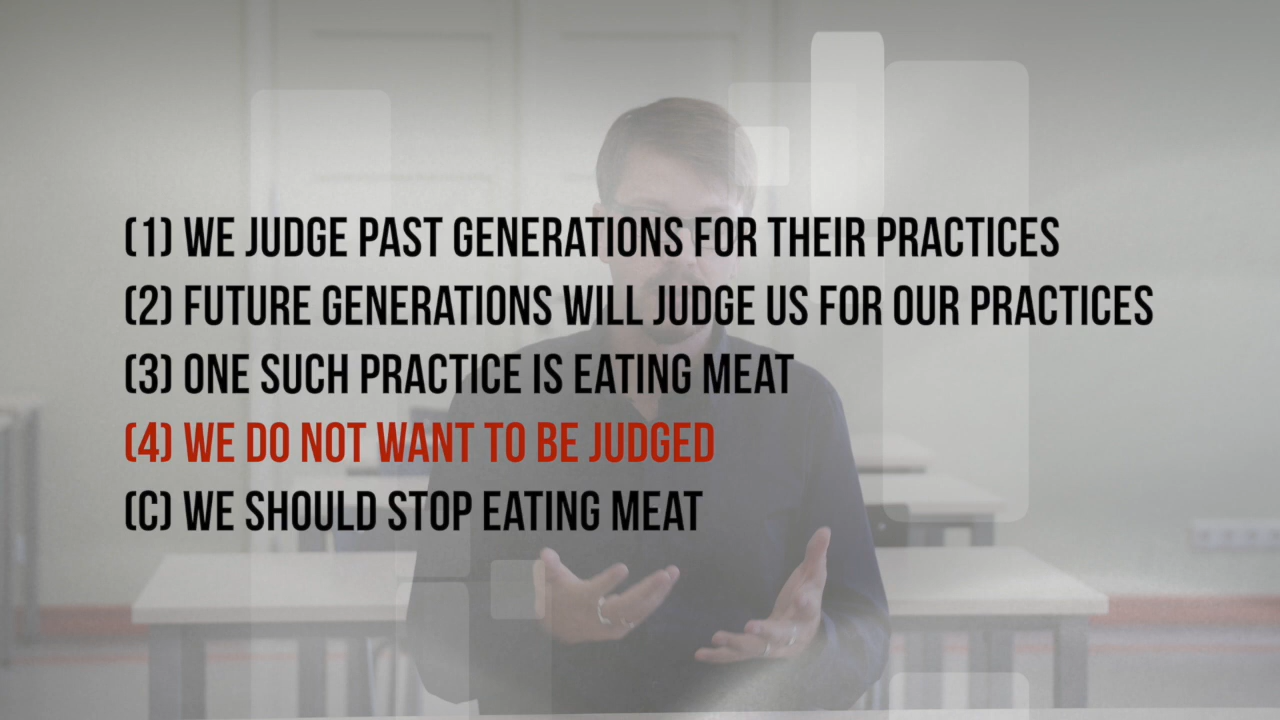 (1) WE JUDGE PAST GENERATIONS FOR THEIR PRACTICES
(2) FUTURE GENERATIONS WILL JUDGE US FOR OUR PRACTICES
(3) ONE SUCH PRACTICE IS EATING MEAT
(4) WE DO NOT WANT TO BE JUDGED
(C) WE SHOULD STOP EATING MEAT